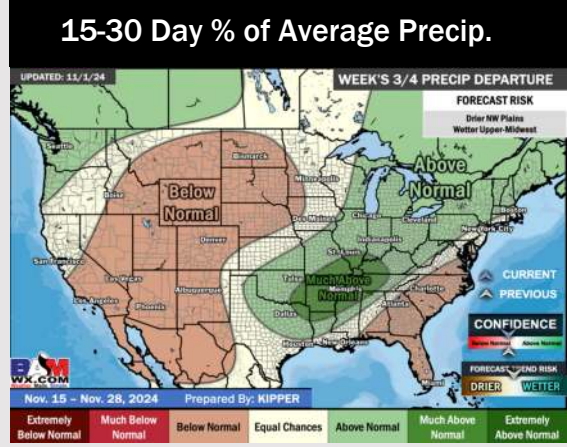 15-30 Day % of Average Precip.
UPDATED: 11/1/24
WEEK'S 3/4 PRECIP DEPARTURE
FORECAST RISK
Drier NW Plains
Wetter Upper-Midwest
Seattle
Bismarck
Above
Normal
Minneapolis
Boise
Below
Normal
Boston
Des Moines
Chicago
Cleveland
New York City
Denver
Indianapolis
San Francisco
St. Louis
CURRENT
Las Vegas
Tulsa
Much Above
Normal
Memphis
Charlotte
PREVIOUS
Los Angeles
Albuquerque
Phoenix
Atlanta
Dallas
CONFIDENCE
Below Normal
Above Normal
Houston
New Orleans
BAM
WX.COM
FORECAST TREND RISK
Miami
DRIER
WETTER
Nov. 15 – Nov. 28, 2024
Prepared By: KIPPER
Extremely
Below Normal
Much Below
Normal
Below Normal
Equal Chances
Above Normal
Much Above
Normal
Extremely
Above Normal